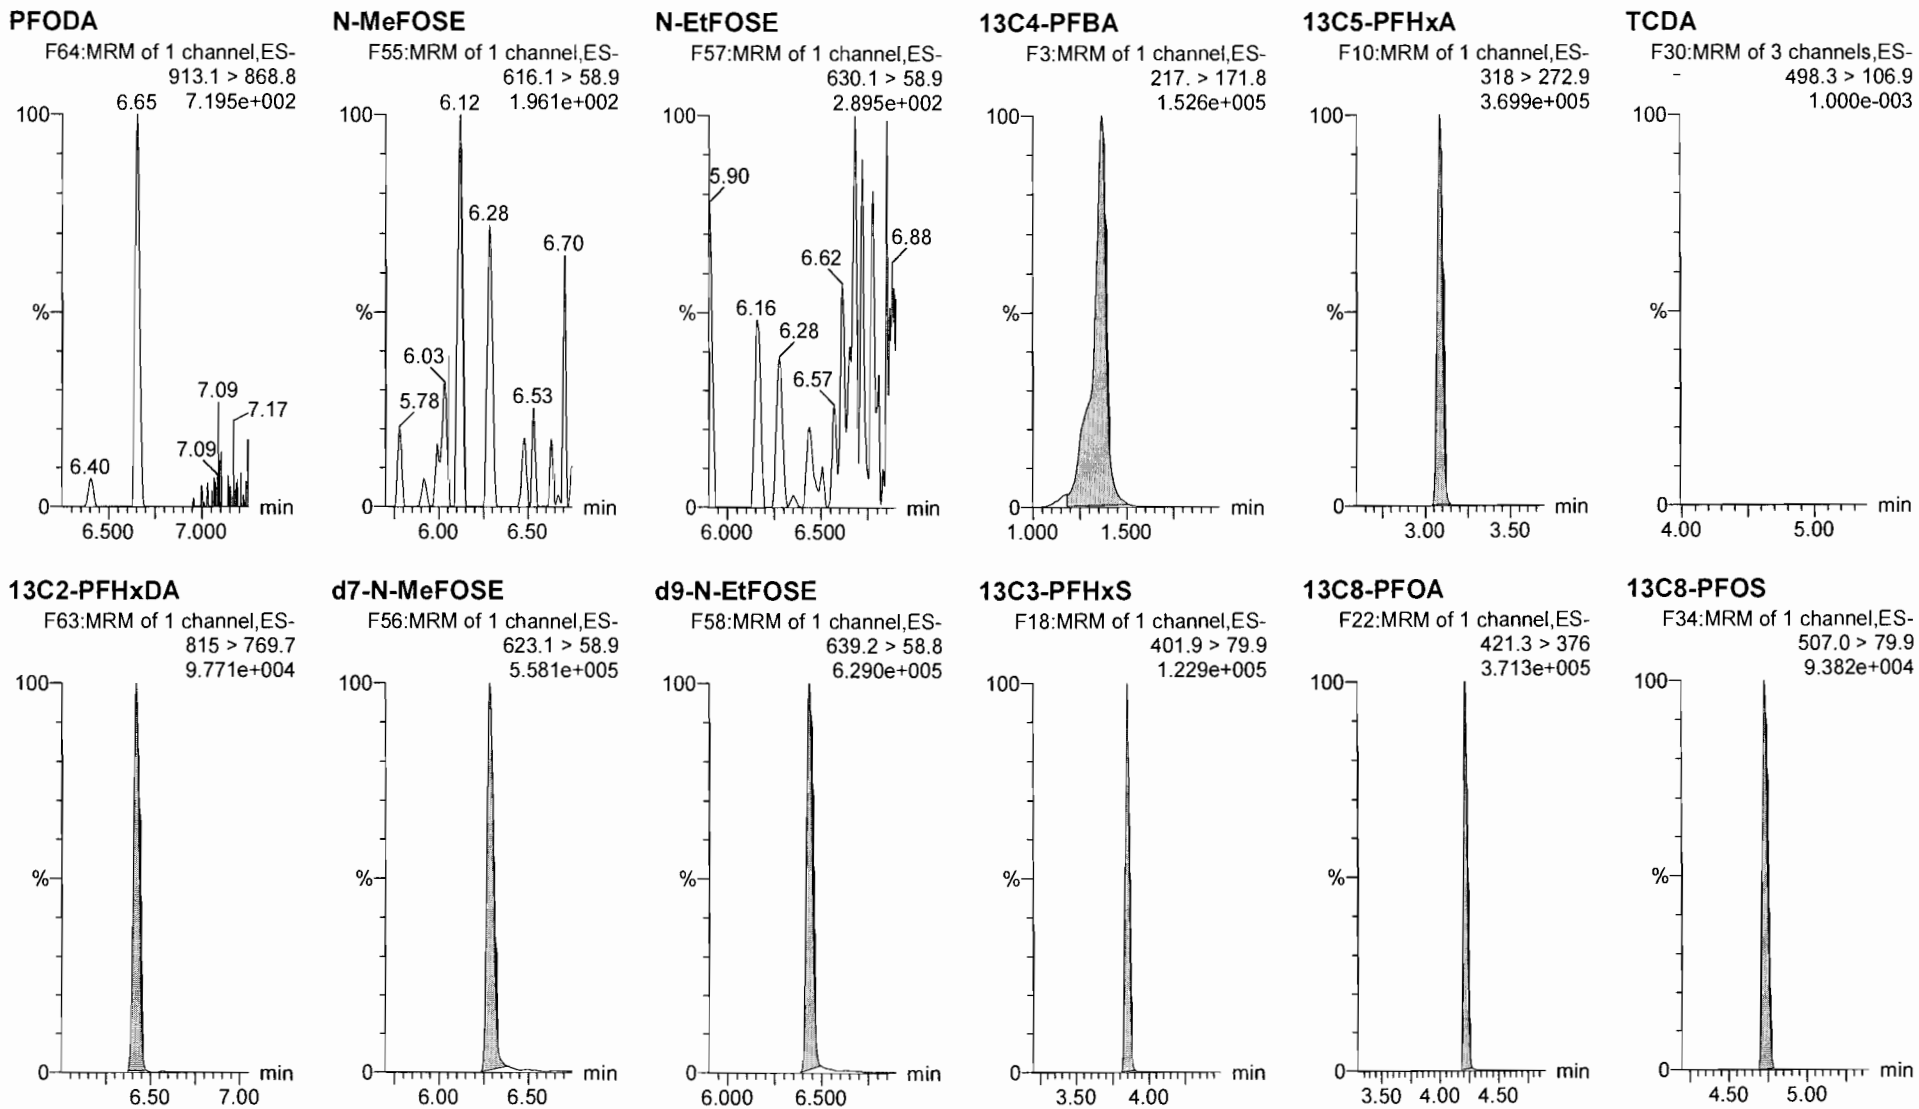 PFODA
F64:MRM of 1 channel,ES-
913.1 > 868.8
7.195e+002
100
6.65
%
6.40
7.09
7.09
7.17
0
min
6.500
7.000
N-MeFOSE
F55:MRM of 1 channel,ES-
616.1 > 58.9
1.961e+002
100
6.12
6.28
6.70
%
6.03
5.78
6.53
0
min
6.00
6.50
N-EtFOSE
F57:MRM of 1 channel,ES-
630.1 > 58.9
2.895e+002
100
5.90
6.88
6.62
%
6.16
6.28
6.57
0
min
6.000
6.500
13C4-PFBA
F3:MRM of 1 channel,ES-
217. > 171.8
1.526e+005
100
%
0
min
1.000
1.500
13C5-PFHxA
F10:MRM of 1 channel,ES-
318 > 272.9
3.699e+005
100
%
0
min
3.00
3.50
TCDA
F30:MRM of 3 channels,ES-
498.3 > 106.9
1.000e-003
100
%
0
min
4.00
5.00
13C2-PFHxDA
F63:MRM of 1 channel,ES-
815 > 769.7
9.771e+004
100
%
0
min
6.50
7.00
d7-N-MeFOSE
F56:MRM of 1 channel,ES-
623.1 > 58.9
5.581e+005
100
%
0
min
6.00
6.50
d9-N-EtFOSE
F58:MRM of 1 channel,ES-
639.2 > 58.8
6.290e+005
100
%
0
min
6.000
6.500
13C3-PFHxS
F18:MRM of 1 channel,ES-
401.9 > 79.9
1.229e+005
100
%
0
min
3.50
4.00
13C8-PFOA
F22:MRM of 1 channel,ES-
421.3 > 376
3.713e+005
100
%
0
min
3.50
4.00
4.50
13C8-PFOS
F34:MRM of 1 channel,ES-
507.0 > 79.9
9.382e+004
100
%
0
min
4.50
5.00